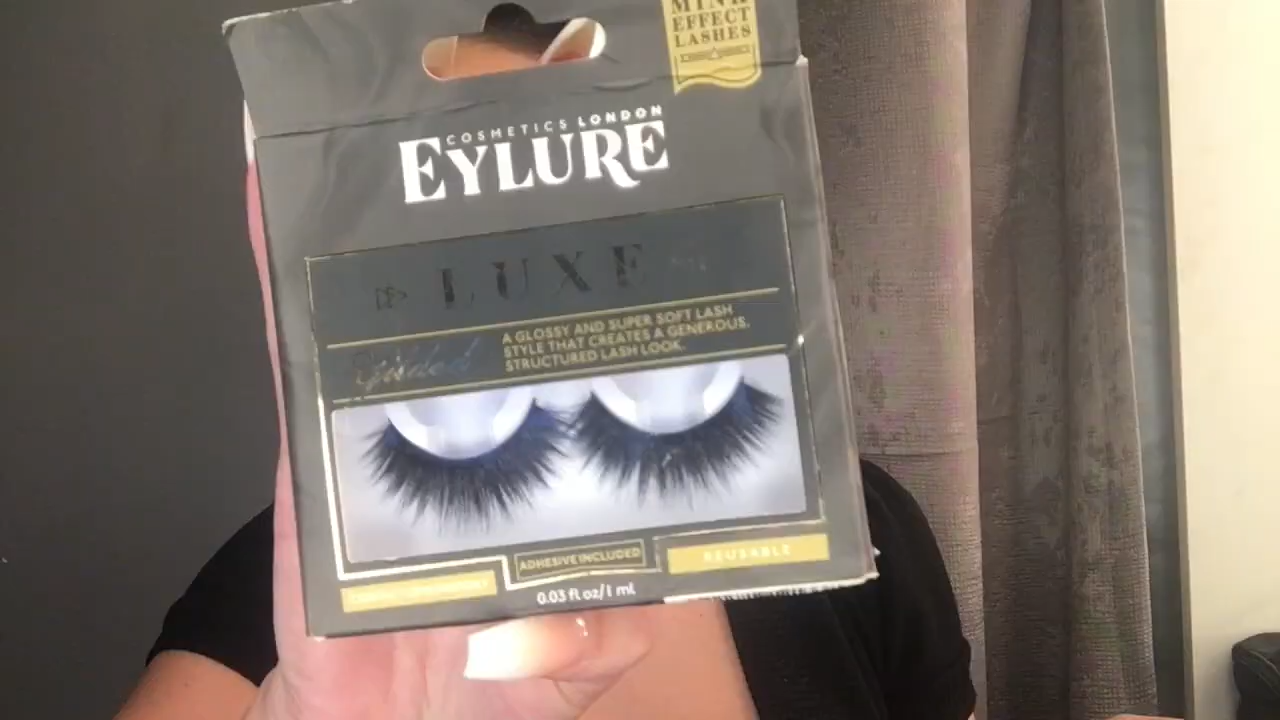 MINK
EFFECT
LASHES
COSMETICS LONDON
EYLURE
LUXE
Gilded
A GLOSSY AND SUPER SOFT LASH
STYLE THAT CREATES A GENEROUS,
STRUCTURED LASH LOOK.
ADHESIVE INCLUDED
REUSABLE
0.03 fl oz/1 ml